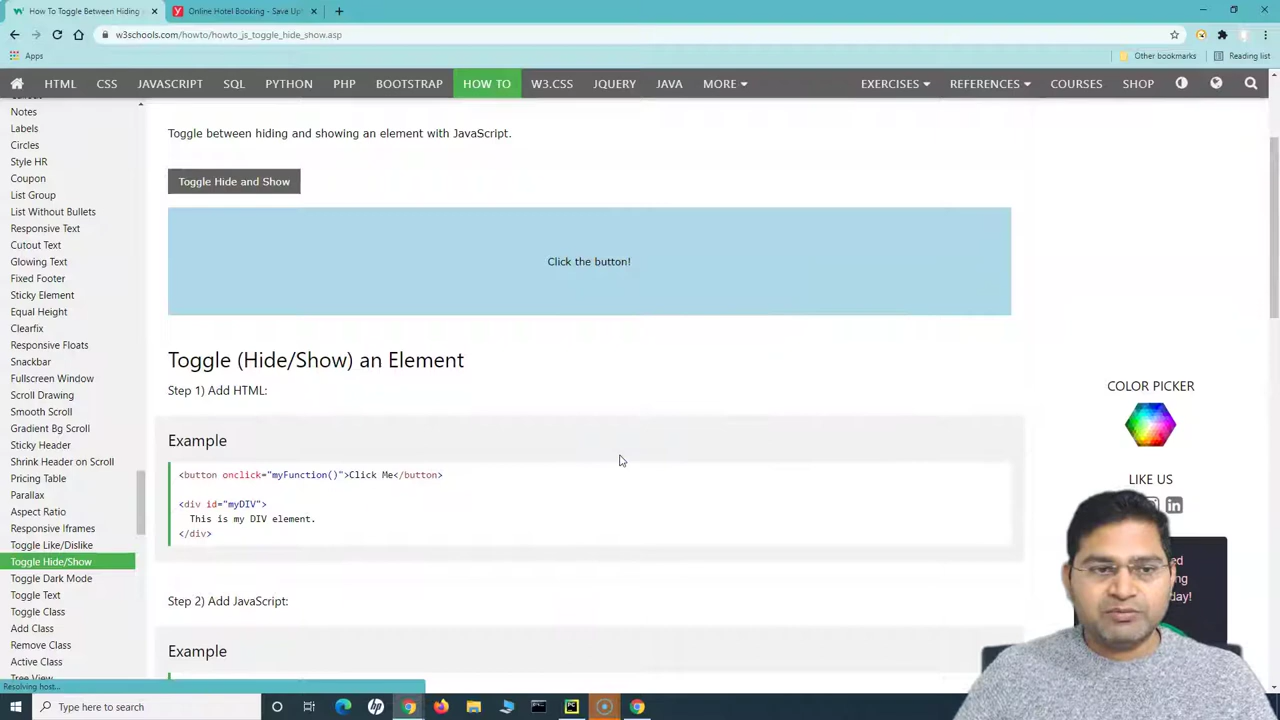 How To Toggle Between Hiding
Online Hotel Booking - Save Up
w3schools.com/howto/howto_js_toggle_hide_show.asp
Apps
Other bookmarks
Reading list
HTML CSS JAVASCRIPT SQL PYTHON PHP BOOTSTRAP HOW TO W3.CSS JQUERY JAVA MORE EXERCISES REFERENCES COURSES SHOP
Notes
Labels
Circles
Style HR
Coupon
List Group
List Without Bullets
Responsive Text
Cutout Text
Glowing Text
Fixed Footer
Sticky Element
Equal Height
Clearfix
Responsive Floats
Snackbar
Fullscreen Window
Scroll Drawing
Smooth Scroll
Gradient Bg Scroll
Sticky Header
Shrink Header on Scroll
Pricing Table
Parallax
Aspect Ratio
Responsive Iframes
Toggle Like/Dislike
Toggle Hide/Show
Toggle Dark Mode
Toggle Text
Toggle Class
Add Class
Remove Class
Active Class
Tree View
Toggle between hiding and showing an element with JavaScript.
Toggle Hide and Show
Click the button!
Toggle (Hide/Show) an Element
Step 1) Add HTML:
Example
<button onclick="myFunction()">Click Me</button>
<div id="myDIV">
This is my DIV element.
</div>
Step 2) Add JavaScript:
Example
COLOR PICKER
LIKE US
Resolving host...
Type here to search